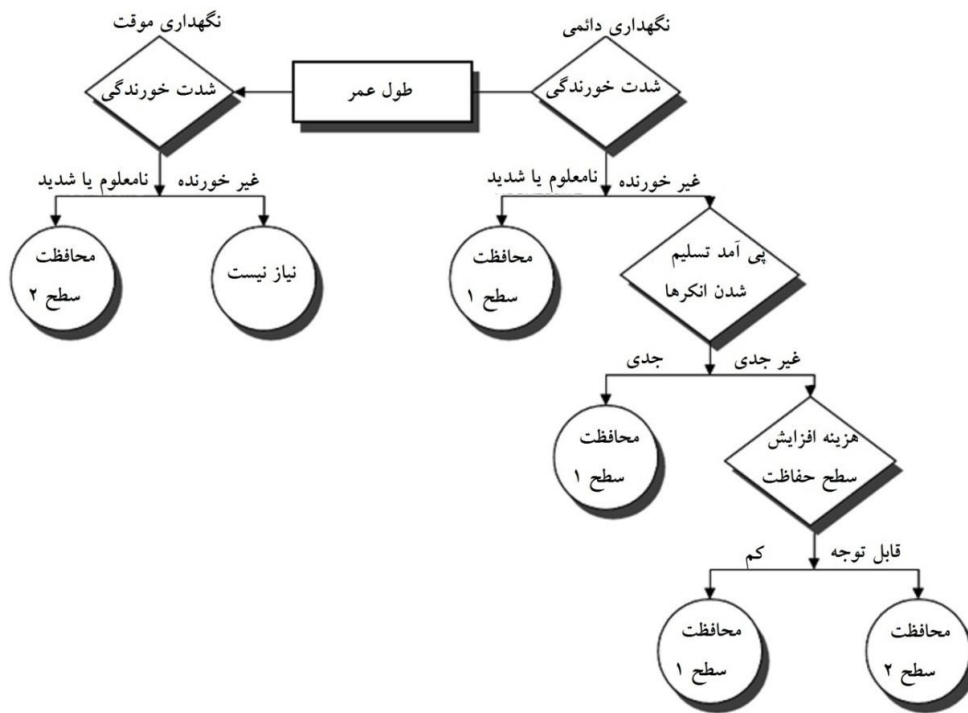 نگهداری دائمی
نگهداری موقت
شدت خورندگی
طول عمر
شدت خورندگی
غیر خورنده
نامعلوم یا شدید
غیر خورنده
نامعلوم یا شدید
پی آمد تسلیم
شدن انکرها
محافظت
سطح ۱
نیاز نیست
محافظت
سطح ۲
غیر جدی
جدی
هزینه افزایش
سطح حفاظت
محافظت
سطح ۱
قابل توجه
کم
محافظت
سطح ۲
محافظت
سطح ۱